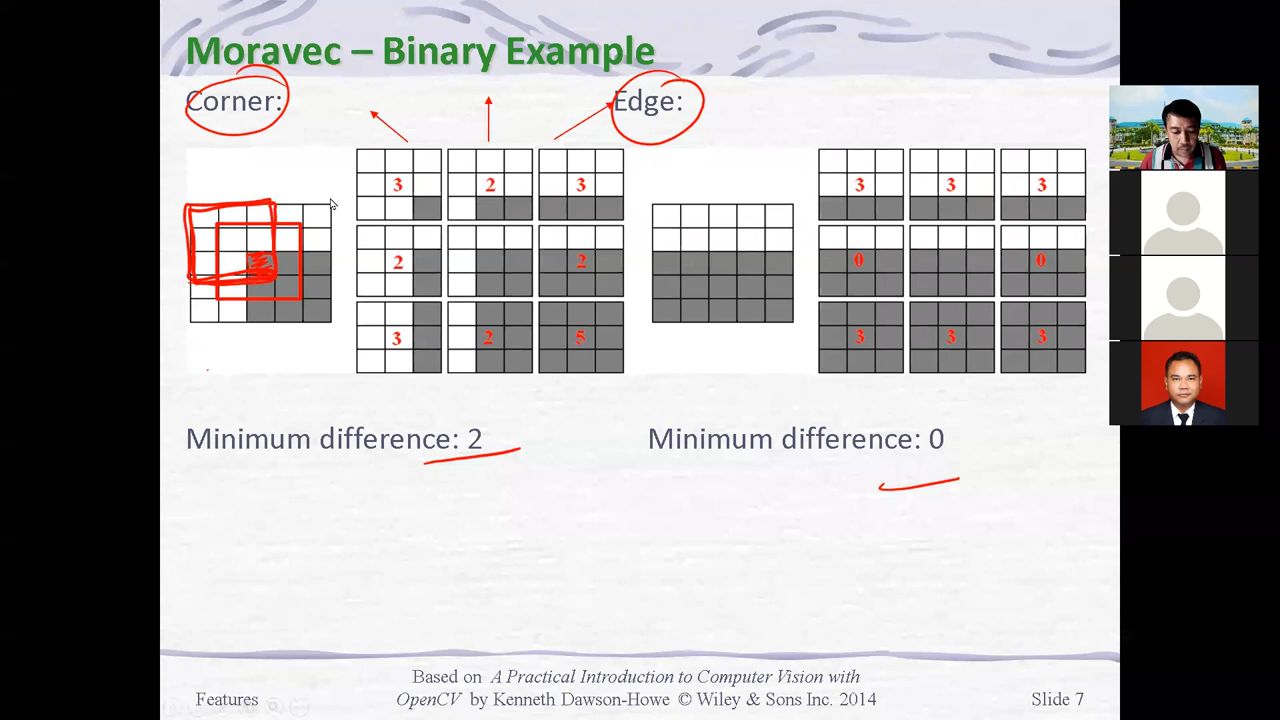 Moravec – Binary Example
Corner:
Edge:
3 2 3
2 2
3 2 5
3 3 3
0 0
3 3 3
Minimum difference: 2
Minimum difference: 0
Features
Based on A Practical Introduction to Computer Vision with
OpenCV by Kenneth Dawson-Howe © Wiley & Sons Inc. 2014
Slide 7